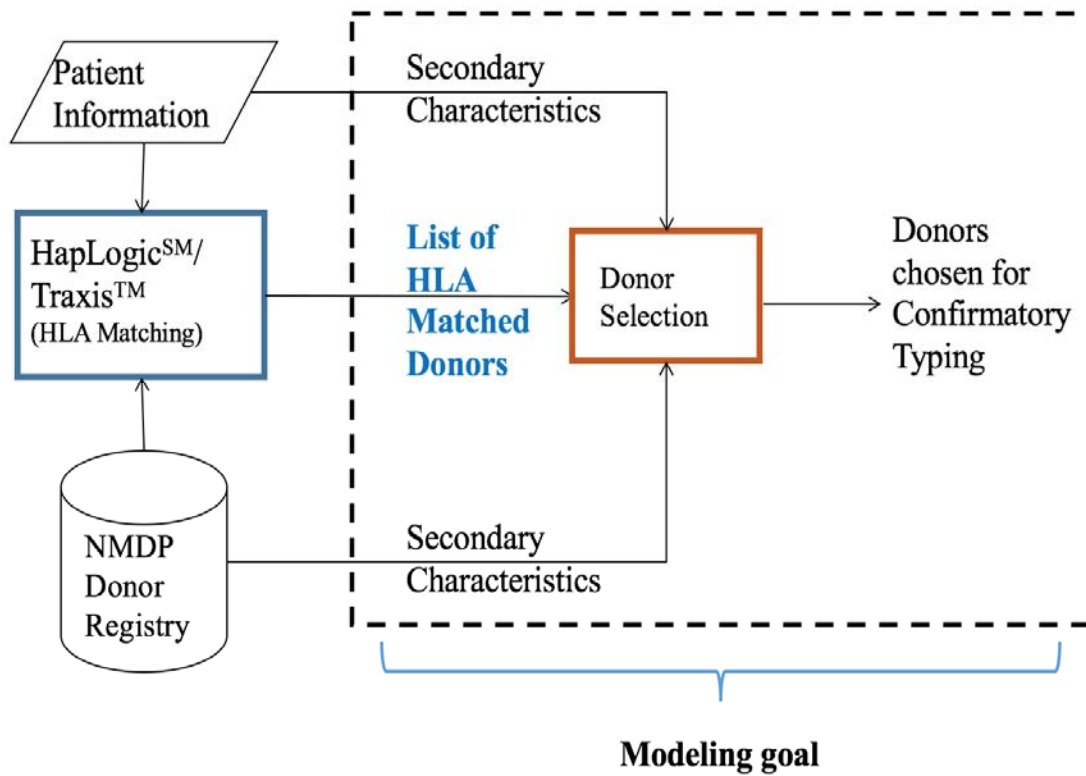 Patient
Information
Secondary
Characteristics
HapLogicSM/
TraxisTM
(HLA Matching)
List of
HLA
Matched
Donors
Donor
Selection
Donors
chosen for
Confirmatory
Typing
NMDP
Donor
Registry
Secondary
Characteristics
Modeling goal